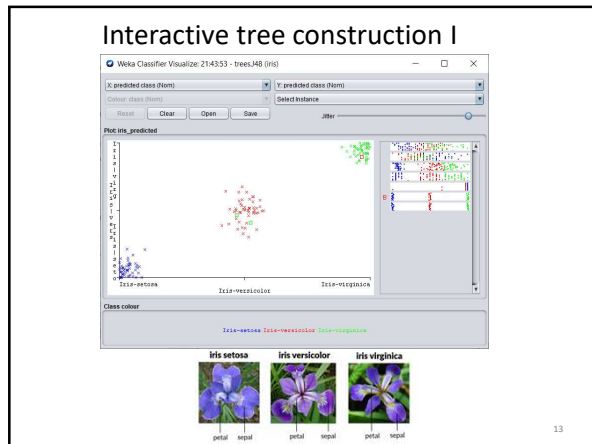 Interactive tree construction I
Weka Classifier Visualize: 21:43:53 - trees.J48 (iris)
X: predicted class (Nom)
Y: predicted class (Nom)
Colour: class (Nom)
Select Instance
Reset
Clear
Open
Save
Jitter
Plot: iris_predicted
Iris-setosa
Iris-versicolor
Iris-virginica
Class colour
Iris-setosa Iris-versicolor Iris-virginica
iris setosa
iris versicolor
iris virginica
petal sepal
petal sepal
petal sepal
13